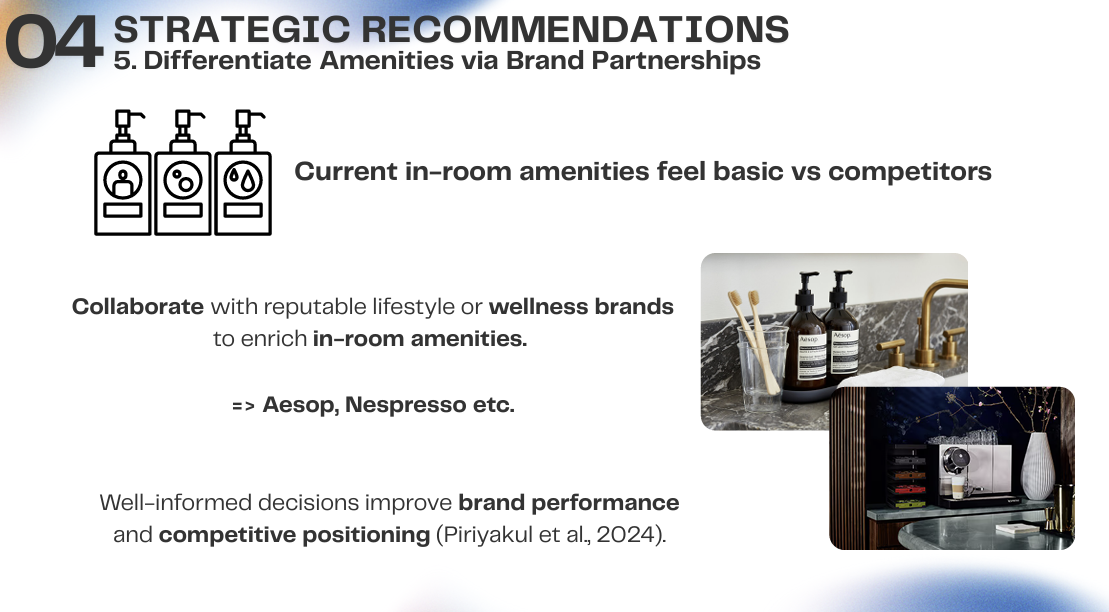 04
STRATEGIC RECOMMENDATIONS
5. Differentiate Amenities via Brand Partnerships
Current in-room amenities feel basic vs competitors
Collaborate with reputable lifestyle or wellness brands
to enrich in-room amenities.
=> Aesop, Nespresso etc.
Well-informed decisions improve brand performance
and competitive positioning (Piriyakul et al., 2024).
Aesop.
Aesop.